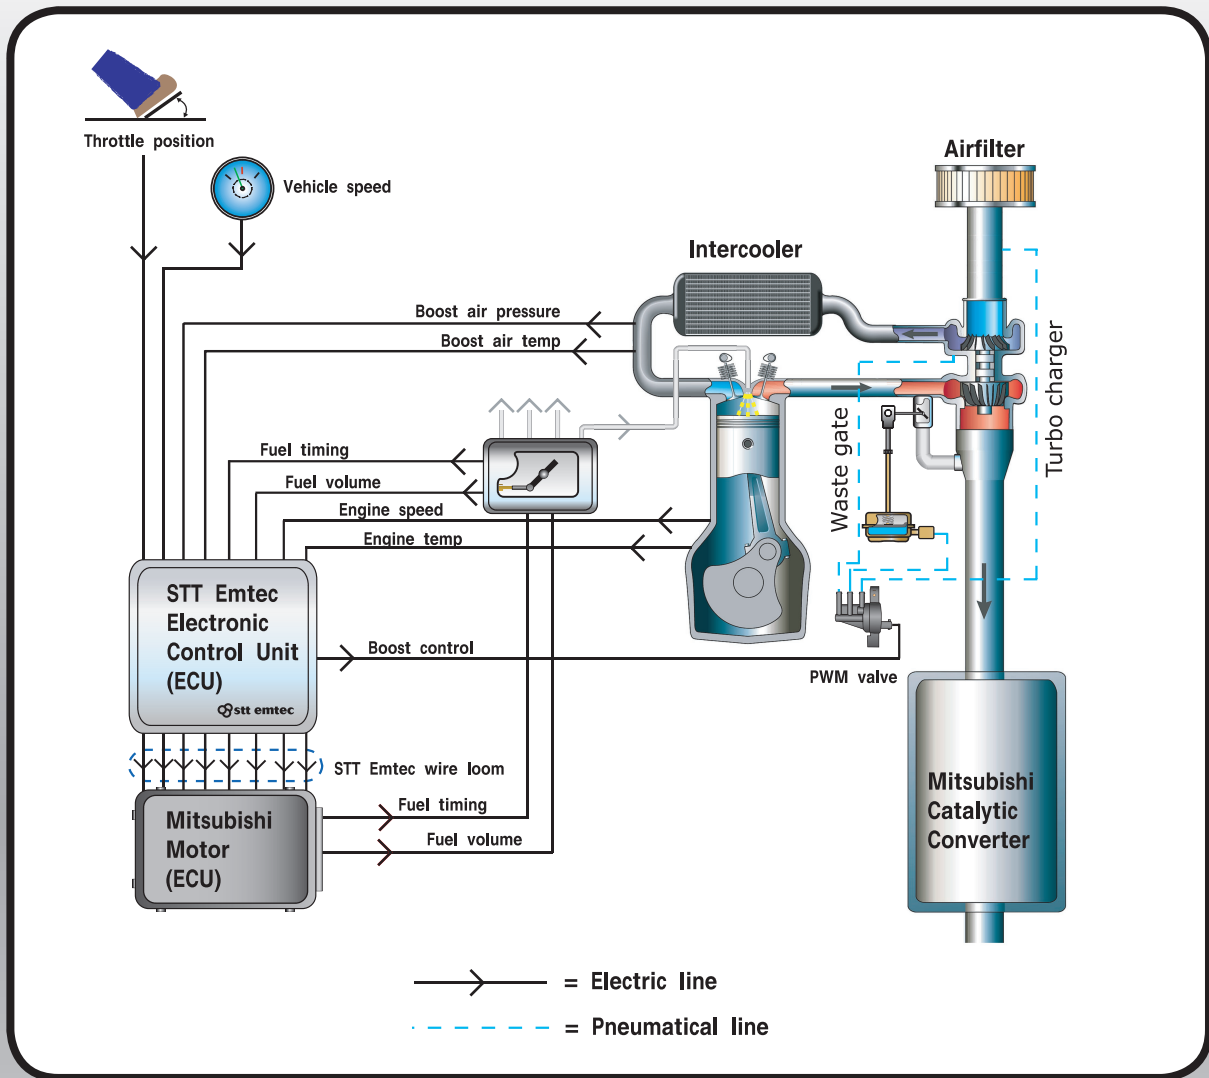 Throttle position
Vehicle speed
Airfilter
Intercooler
Boost air pressure
Boost air temp
Turbo charger
Waste gate
Fuel timing
Fuel volume
Engine speed
Engine temp
STT Emtec
Electronic
Control Unit
(ECU)
stt emtec
Boost control
PWM valve
STT Emtec wire loom
Mitsubishi
Motor
(ECU)
Fuel timing
Fuel volume
Mitsubishi
Catalytic
Converter
= Electric line
= Pneumatical line